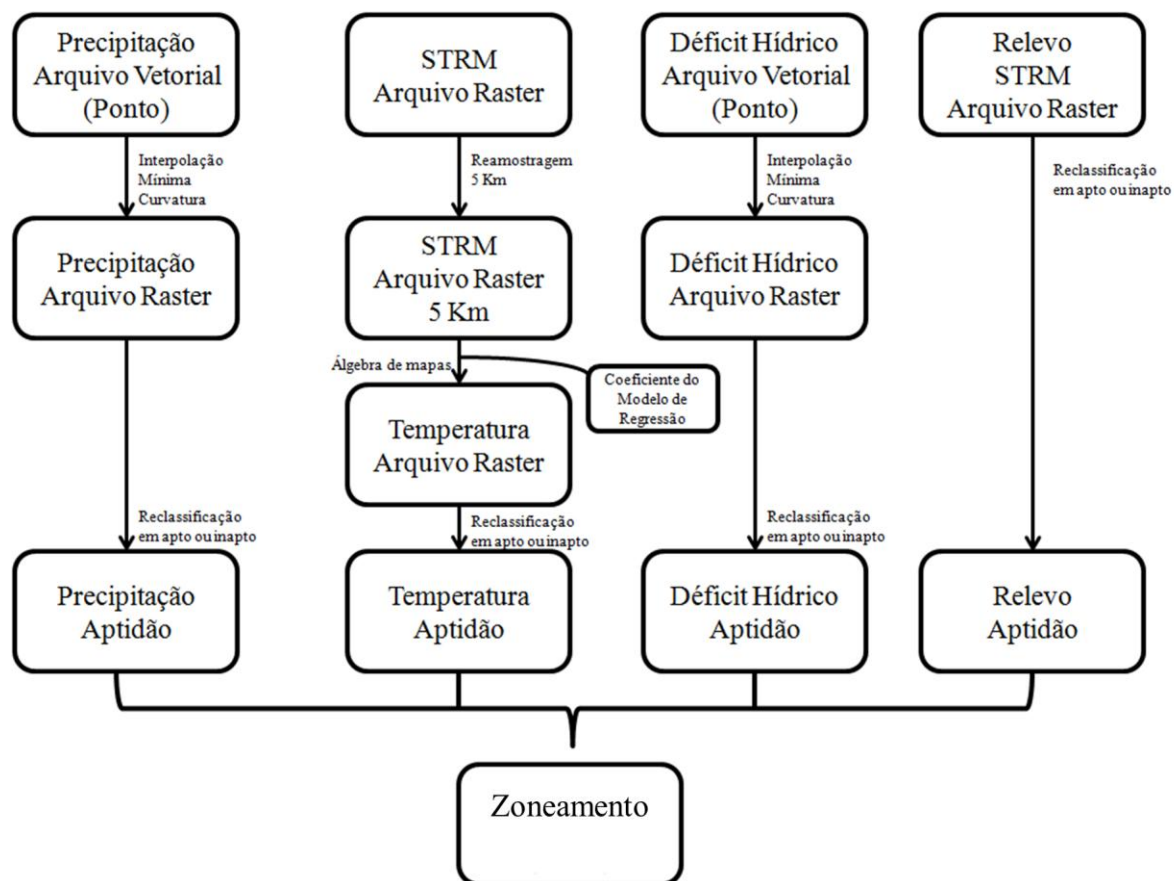 Precipitação
Arquivo Vetorial
(Ponto)
STRM
Arquivo Raster
Déficit Hídrico
Arquivo Vetorial
(Ponto)
Relevo
STRM
Arquivo Raster
Interpolação
Mínima
Curvatura
Reamostragem
5 Km
Interpolação
Mínima
Curvatura
Reclassificação
em apto ou inapto
Precipitação
Arquivo Raster
STRM
Arquivo Raster
5 Km
Déficit Hídrico
Arquivo Raster
Álgebra de mapas
Coeficiente do
Modelo de
Regressão
Temperatura
Arquivo Raster
Reclassificação
em apto ou inapto
Reclassificação
em apto ou inapto
Reclassificação
em apto ou inapto
Precipitação
Aptidão
Temperatura
Aptidão
Déficit Hídrico
Aptidão
Relevo
Aptidão
Zoneamento